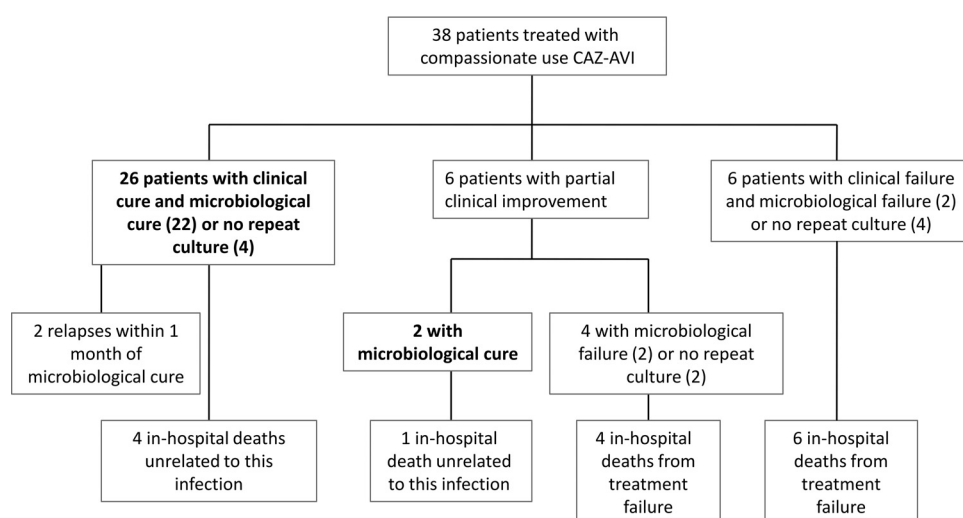 38 patients treated with
compassionate use CAZ-AVI
26 patients with clinical
cure and microbiological
cure (22) or no repeat
culture (4)
6 patients with partial
clinical improvement
6 patients with clinical failure
and microbiological failure (2)
or no repeat culture (4)
2 relapses within 1
month of
microbiological cure
2 with
microbiological cure
4 with microbiological
failure (2) or no repeat
culture (2)
4 in-hospital deaths
unrelated to this
infection
1 in-hospital
death unrelated
to this infection
4 in-hospital
deaths from
treatment
failure
6 in-hospital
deaths from
treatment
failure